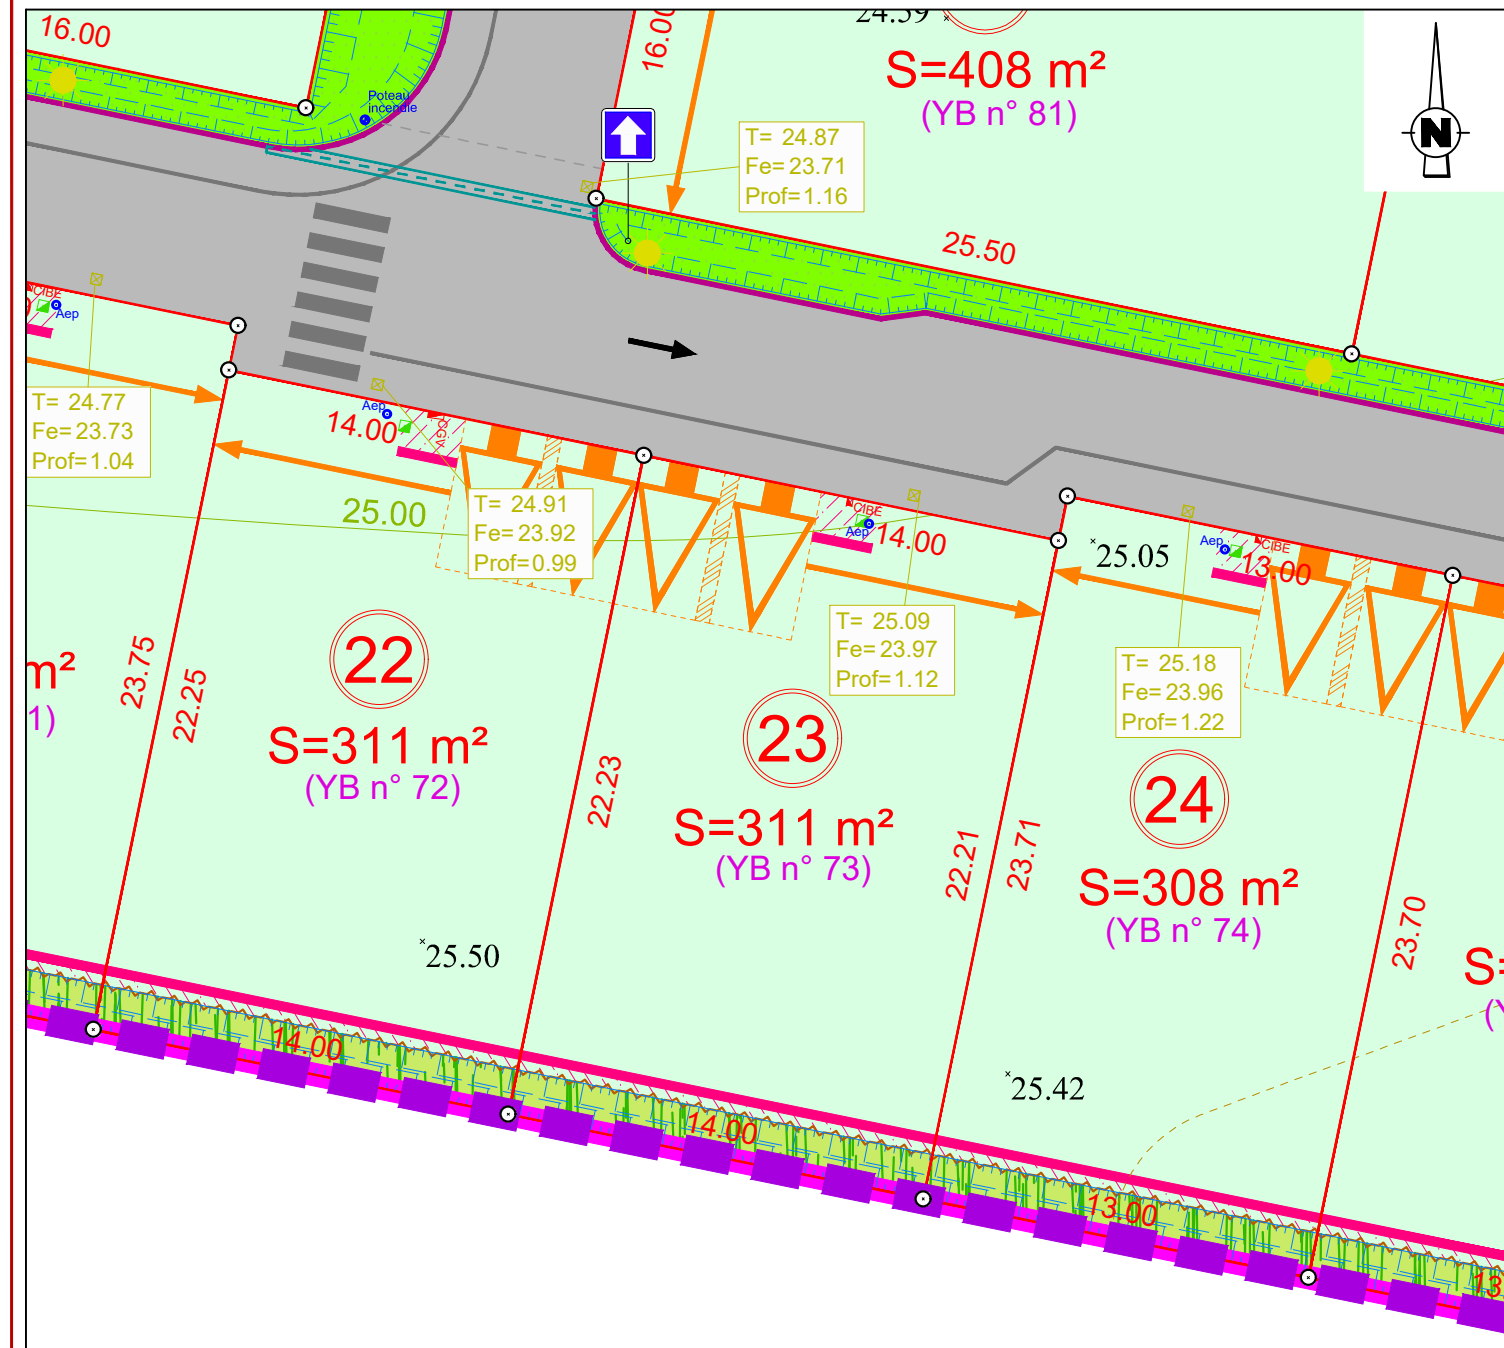 16.00
16.00
24.59
S=408 m²
(YB n° 81)
N
Poteau
incendie
T= 24.87
Fe= 23.71
Prof=1.16
25.50
CIBE
Aep
T= 24.77
Fe= 23.73
Prof=1.04
Aep
14.00
CGV
25.00
T= 24.91
Fe= 23.92
Prof=0.99
CIBE
Aep
14.00
25.05
Aep
CIBE
13.00
T= 25.09
Fe= 23.97
Prof=1.12
T= 25.18
Fe= 23.96
Prof=1.22
m²
1)
23.75
22.25
22
S=311 m²
(YB n° 72)
22.23
23
S=311 m²
(YB n° 73)
22.21
23.71
24
S=308 m²
(YB n° 74)
23.70
S=
(Y
25.50
25.42
14.00
14.00
13.00
13